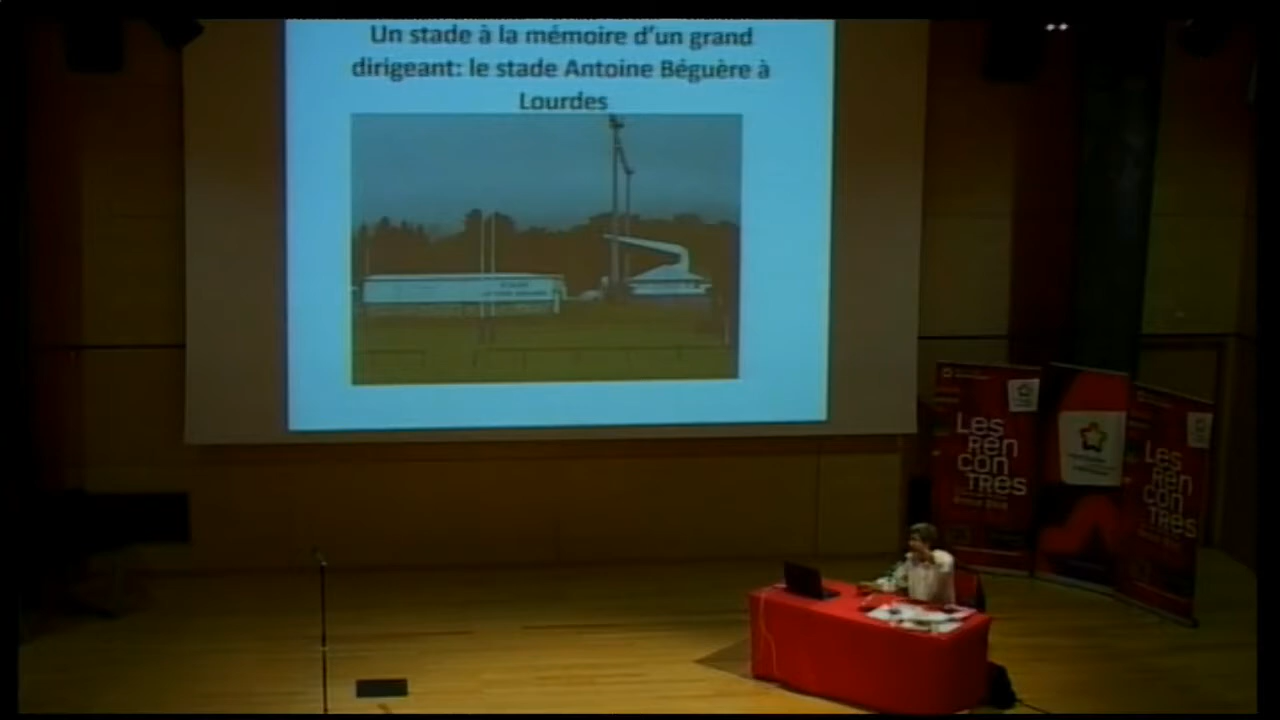 Un stade à la mémoire d'un grand
dirigeant: le stade Antoine Béguère à
Lourdes
Les
Ren
con
TRes
Les
Ren
con
TRes